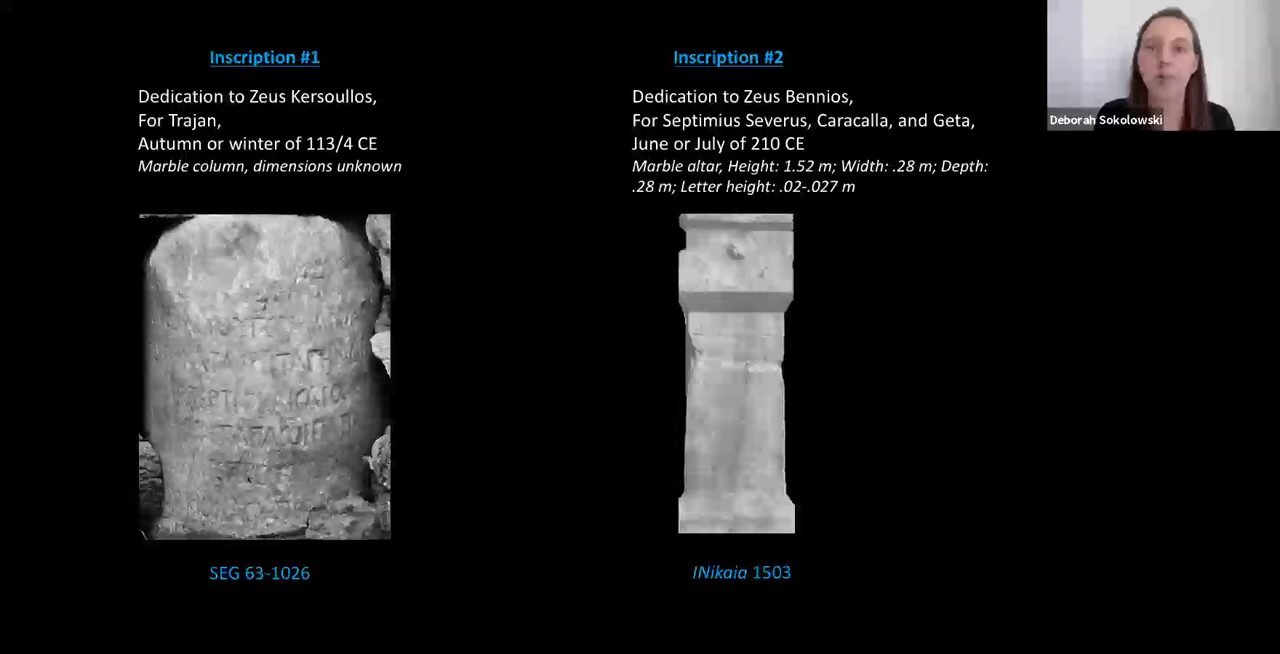 Inscription #1
Dedication to Zeus Kersoullos,
For Trajan,
Autumn or winter of 113/4 CE
Marble column, dimensions unknown
SEG 63-1026
Inscription #2
Dedication to Zeus Bennios,
For Septimius Severus, Caracalla, and Geta,
June or July of 210 CE
Marble altar, Height: 1.52 m; Width: .28 m; Depth:
.28 m; Letter height: .02-.027 m
INikaia 1503
Deborah Sokolowski